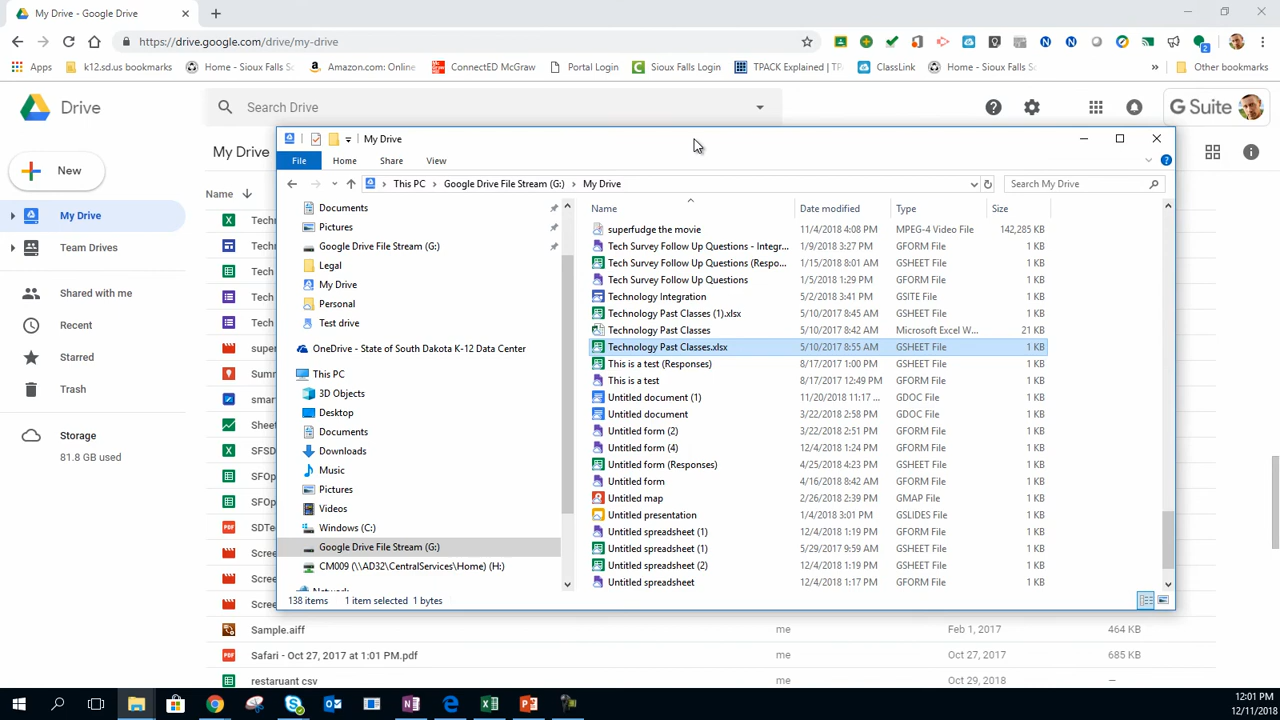 My Drive - Google Drive
https://drive.google.com/drive/my-drive
2
Apps k12.sd.us bookmarks Home - Sioux Falls S Amazon.com: Online ConnectED McGraw Portal Login Sioux Falls Login TPACK Explained | TP ClassLink Home - Sioux Falls Sc » Other bookmarks
Drive
Search Drive
G Suite
New
My Drive
Team Drives
Shared with me
Recent
Starred
Trash
Storage
81.8 GB used
My Drive
Name
Tech
Tech
Tech
Tech
Tech
super
Summ
smar
Sheet
SFSD
SFOp
SFOp
SDTe
Scree
Scree
Scree
Sample.aiff me Feb 1, 2017 464 KB
Safari - Oct 27, 2017 at 1:01 PM.pdf me Oct 27, 2017 685 KB
restaruant csv me Oct 29, 2018 —
My Drive
File Home Share View
This PC › Google Drive File Stream (G:) › My Drive
Search My Drive
Documents
Pictures
Google Drive File Stream (G:)
Legal
My Drive
Personal
Test drive
OneDrive - State of South Dakota K-12 Data Center
This PC
3D Objects
Desktop
Documents
Downloads
Music
Pictures
Videos
Windows (C:)
Google Drive File Stream (G:)
CM009 (\\AD32\CentralServices\Home) (H:)
Network
Name Date modified Type Size
superfudge the movie 11/4/2018 4:08 PM MPEG-4 Video File 142,285 KB
Tech Survey Follow Up Questions - Integr... 1/9/2018 3:27 PM GFORM File 1 KB
Tech Survey Follow Up Questions (Respo... 1/15/2018 8:01 AM GSHEET File 1 KB
Tech Survey Follow Up Questions 1/5/2018 1:29 PM GFORM File 1 KB
Technology Integration 5/2/2018 3:41 PM GSITE File 1 KB
Technology Past Classes (1).xlsx 5/10/2017 8:45 AM GSHEET File 1 KB
Technology Past Classes 5/10/2017 8:42 AM Microsoft Excel W... 21 KB
Technology Past Classes.xlsx 5/10/2017 8:55 AM GSHEET File 1 KB
This is a test (Responses) 8/17/2017 1:00 PM GSHEET File 1 KB
This is a test 8/17/2017 12:49 PM GFORM File 1 KB
Untitled document (1) 11/20/2018 11:17 ... GDOC File 1 KB
Untitled document 3/22/2018 2:58 PM GDOC File 1 KB
Untitled form (2) 3/22/2018 2:51 PM GFORM File 1 KB
Untitled form (4) 12/4/2018 1:24 PM GFORM File 1 KB
Untitled form (Responses) 4/25/2018 4:23 PM GSHEET File 1 KB
Untitled form 4/16/2018 8:42 AM GFORM File 1 KB
Untitled map 2/26/2018 2:39 PM GMAP File 1 KB
Untitled presentation 1/4/2018 3:01 PM GSLIDES File 1 KB
Untitled spreadsheet (1) 12/4/2018 1:19 PM GFORM File 1 KB
Untitled spreadsheet (1) 5/29/2017 9:59 AM GSHEET File 1 KB
Untitled spreadsheet (2) 12/4/2018 1:19 PM GSHEET File 1 KB
Untitled spreadsheet 12/4/2018 1:17 PM GFORM File 1 KB
138 items 1 item selected 1 bytes
12:01 PM
12/11/2018